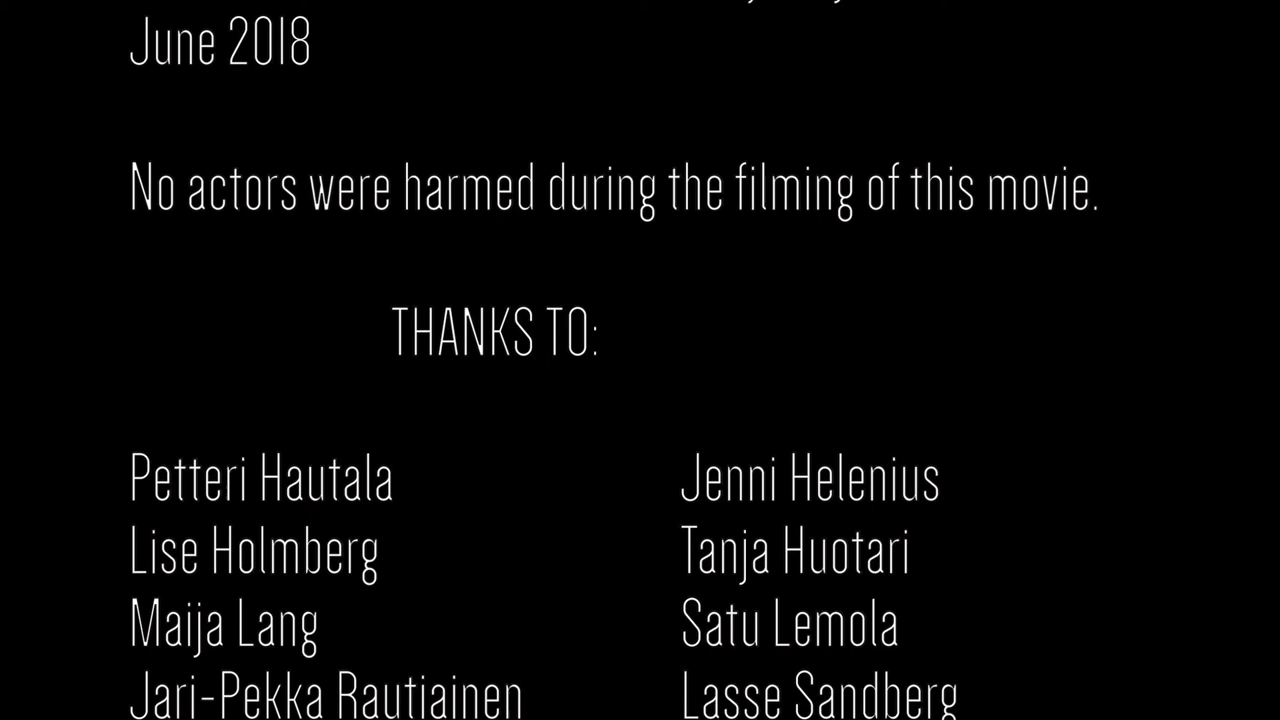 June 2018
No actors were harmed during the filming of this movie.
THANKS TO:
Petteri Hautala Jenni Helenius
Lise Holmberg Tanja Huotari
Maija Lang Satu Lemola
Jari-Pekka Rautiainen Lasse Sandberg